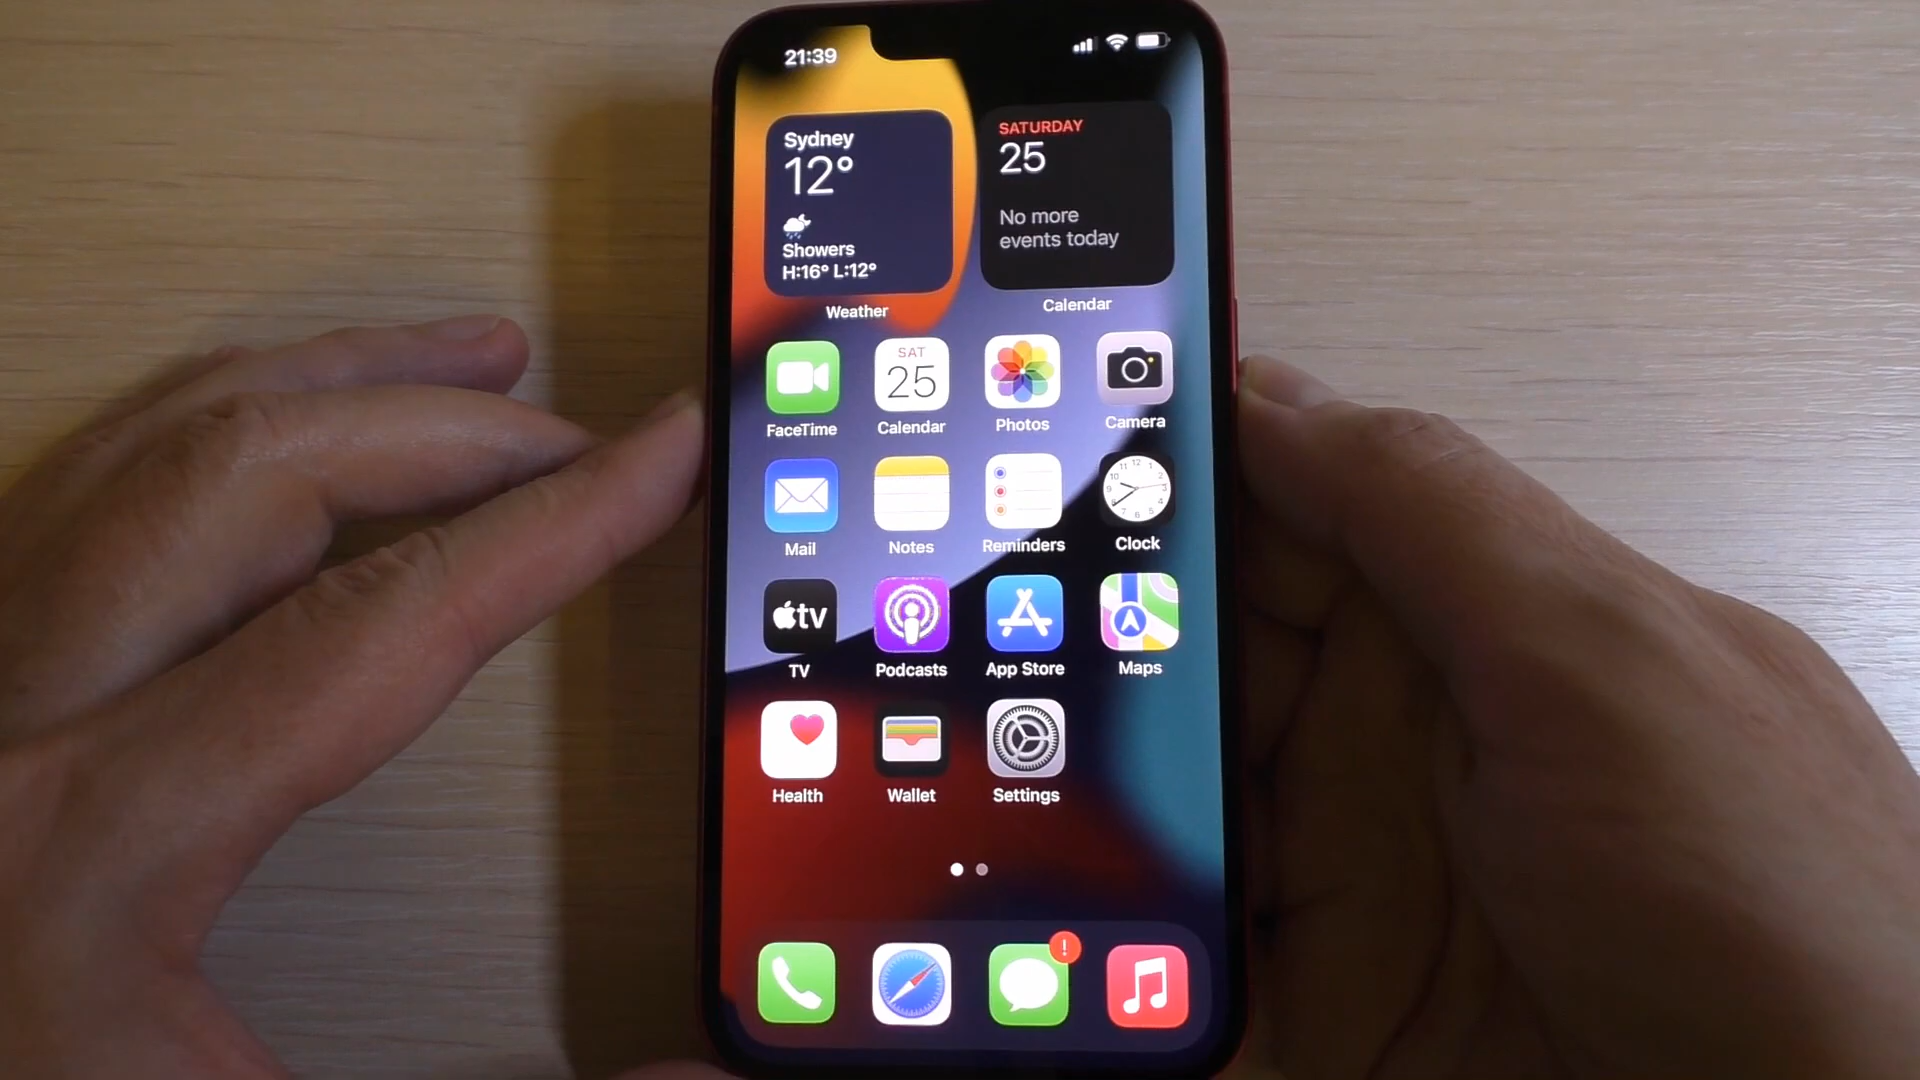 21:39
Sydney
12°
Showers
H:16° L:12°
Weather
SATURDAY
25
No more
events today
Calendar
FaceTime
SAT
25
Calendar
Photos
Camera
Mail
Notes
Reminders
Clock
tv
TV
Podcasts
App Store
Maps
Health
Wallet
Settings
!